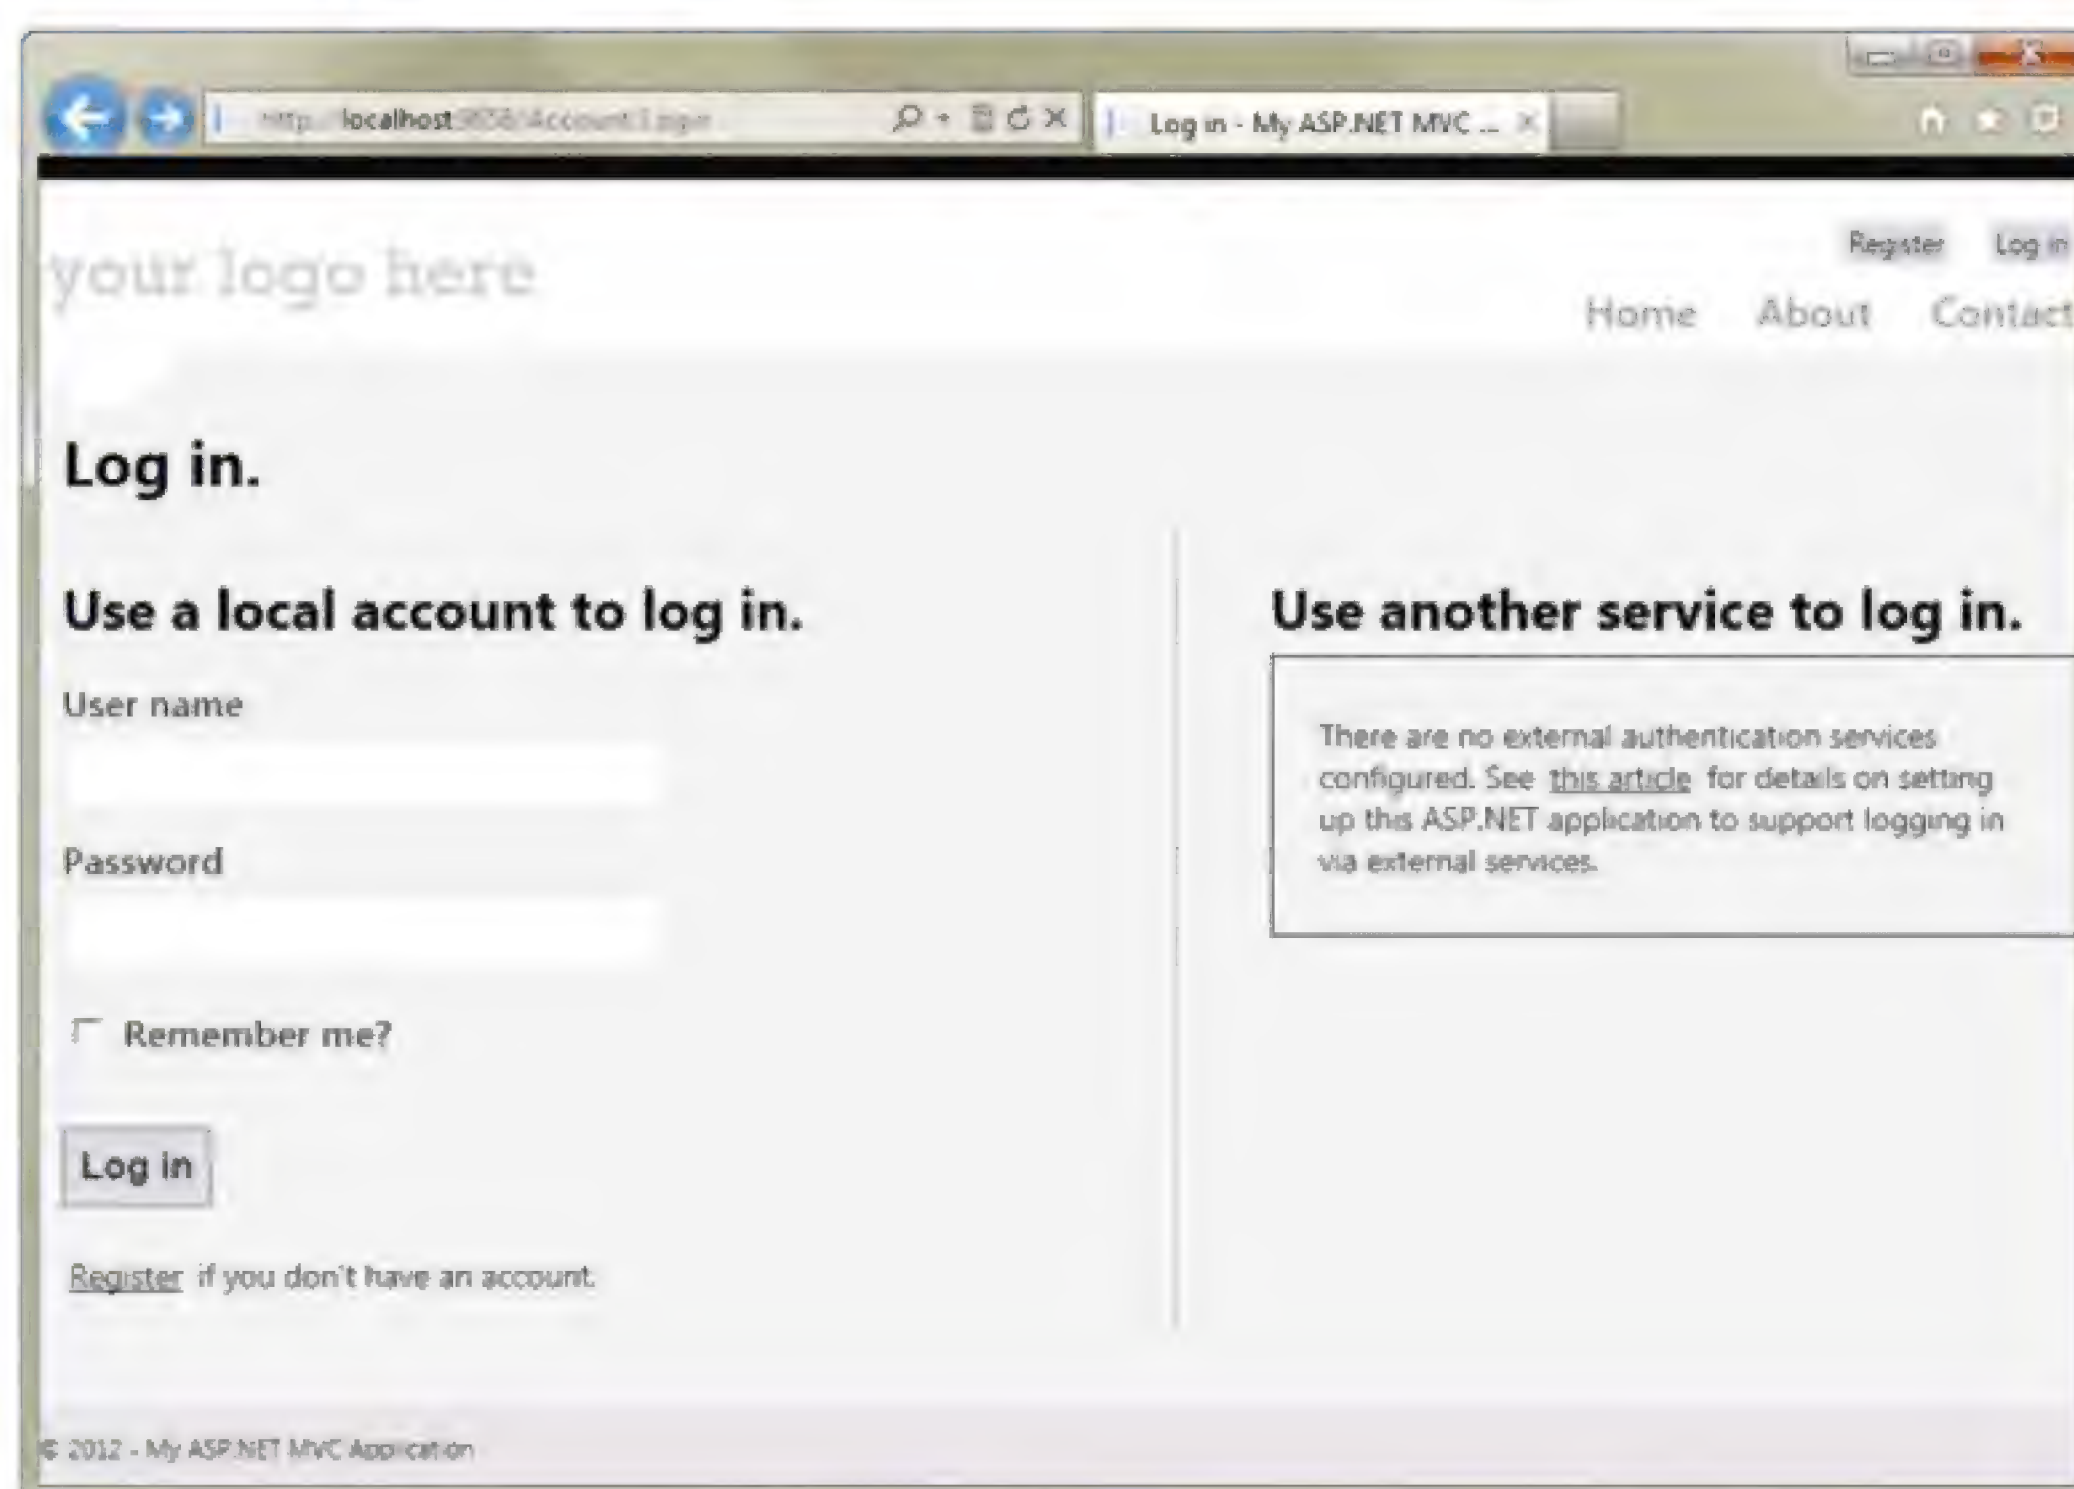 localhost
Log in - My ASP.NET MVC ...
Register Log in
your logo here
Home About Contact
Log in.
Use a local account to log in.
User name
Password
Remember me?
Log in
Register if you don't have an account.
Use another service to log in.
There are no external authentication services
configured. See this article for details on setting
up this ASP.NET application to support logging in
via external services.
© 2012 - My ASP.NET MVC Application